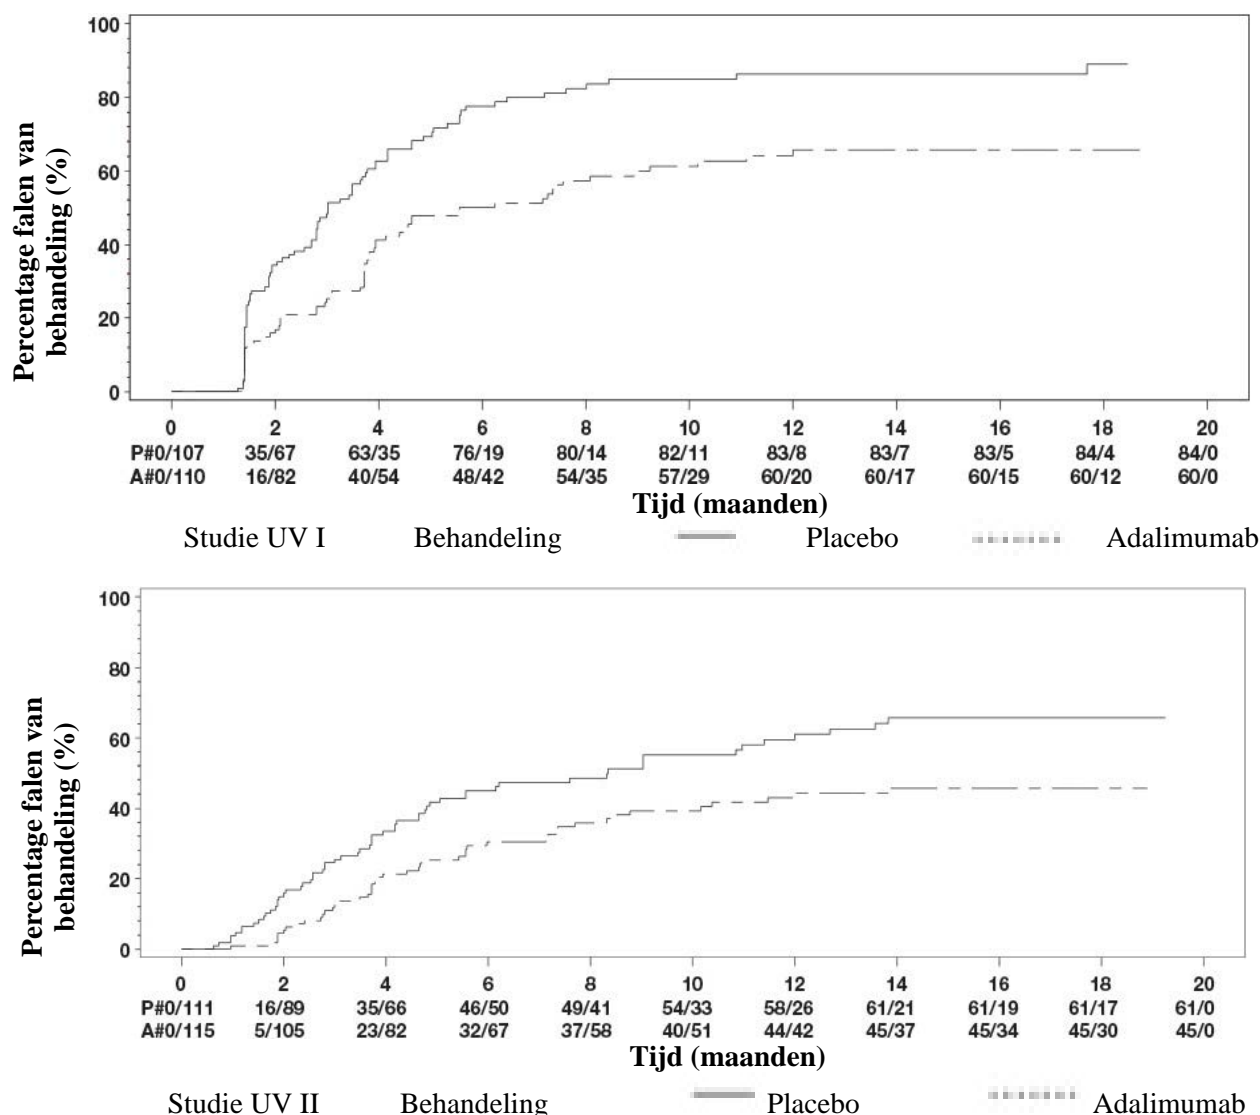 100
80
60
40
20
0
Percentage falen van
behandeling (%)
0 2 4 6 8 10 12 14 16 18 20
P#0/107 35/67 63/35 76/19 80/14 82/11 83/8 83/7 83/5 84/4 84/0
A#0/110 16/82 40/54 48/42 54/35 57/29 60/20 60/17 60/15 60/12 60/0
Tijd (maanden)
Studie UV I Behandeling Placebo Adalimumab
100
80
60
40
20
0
Percentage falen van
behandeling (%)
0 2 4 6 8 10 12 14 16 18 20
P#0/111 16/89 35/66 46/50 49/41 54/33 58/26 61/21 61/19 61/17 61/0
A#0/115 5/105 23/82 32/67 37/58 40/51 44/42 45/37 45/34 45/30 45/0
Tijd (maanden)
Studie UV II Behandeling Placebo Adalimumab